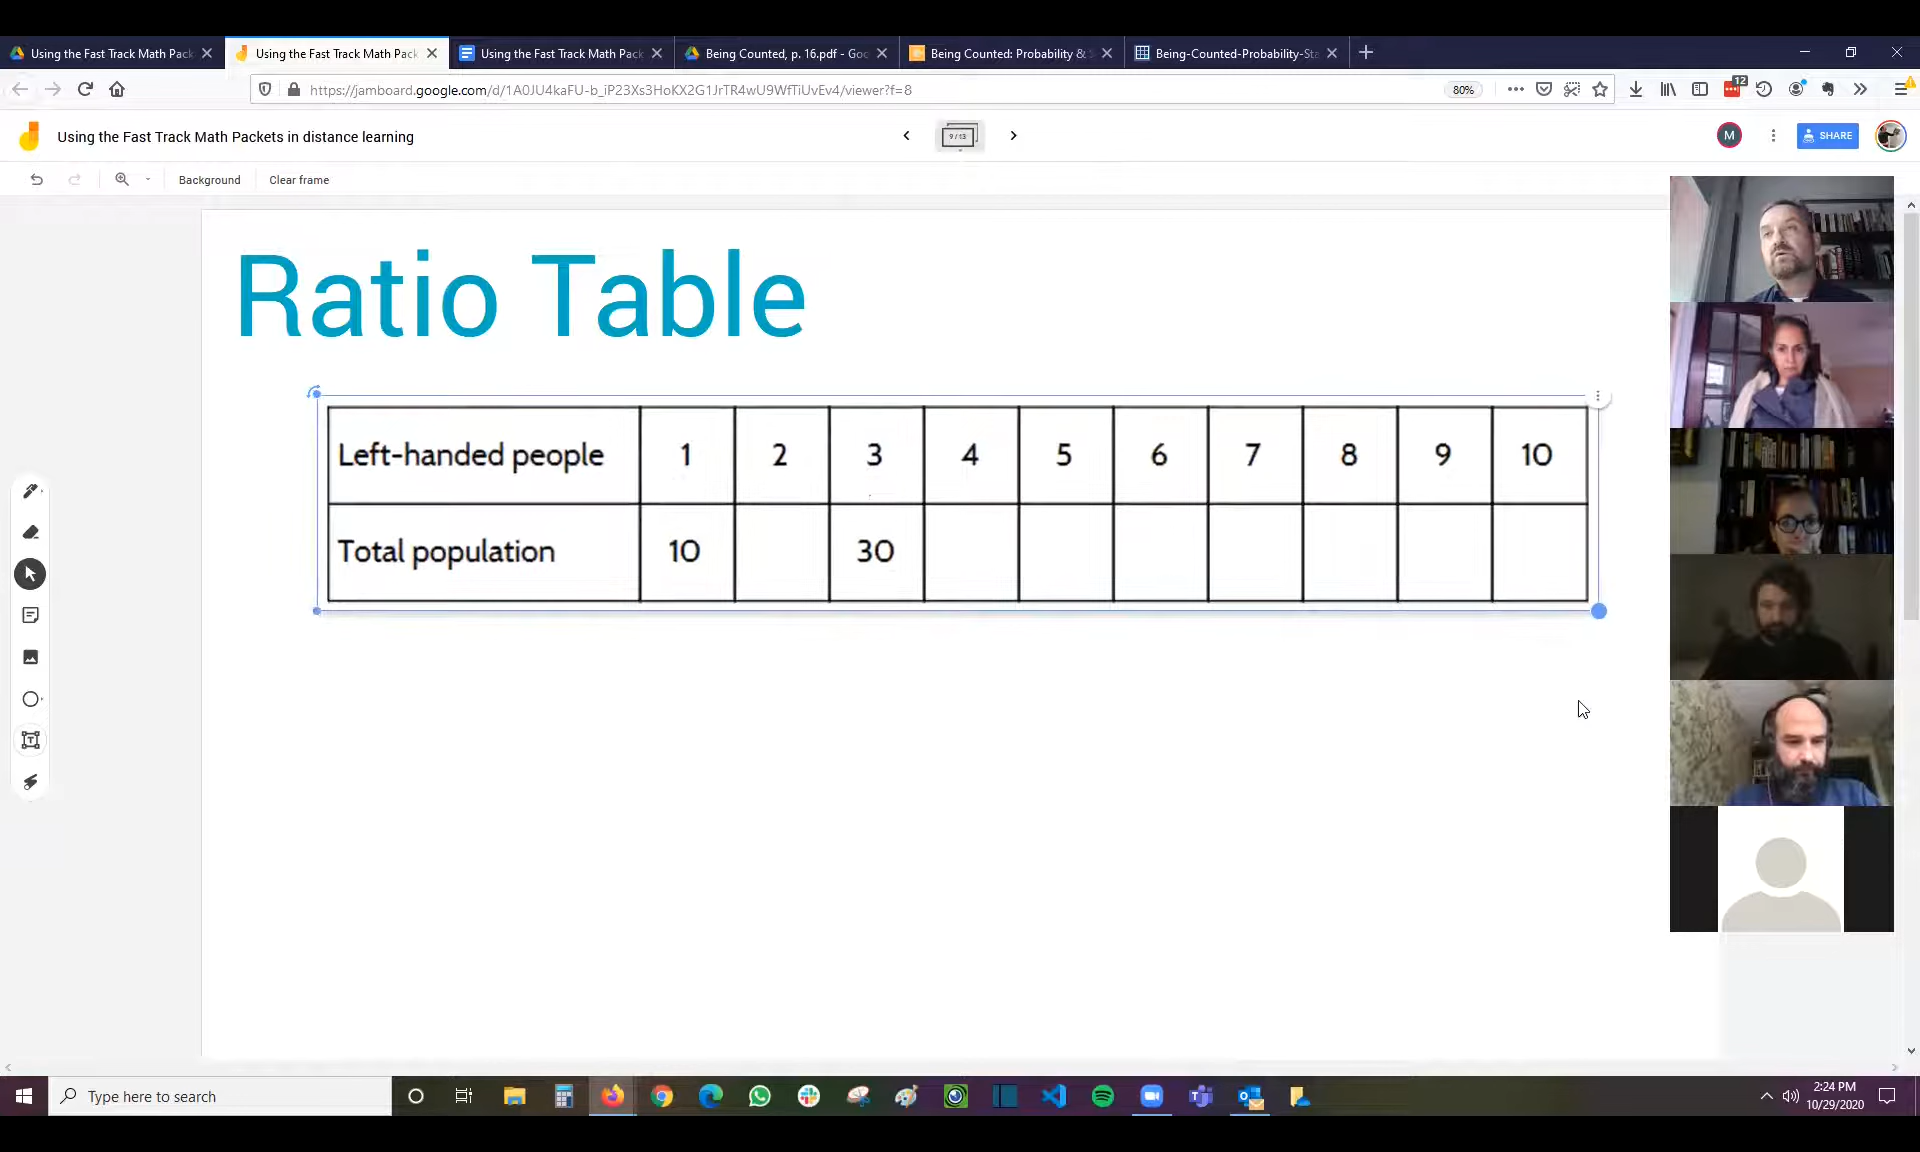 Using the Fast Track Math Pack
Using the Fast Track Math Pack
Using the Fast Track Math Pack
Being Counted, p. 16.pdf - Goo
Being Counted: Probability & S
Being-Counted-Probability-Sta
https://jamboard.google.com/d/1A0JU4kaFU-b_iP23Xs3HoKX2G1JrTR4wU9WfTiUvEv4/viewer?f=8
80%
12
Using the Fast Track Math Packets in distance learning
9 / 13
M
SHARE
Background
Clear frame
Ratio Table
Left-handed people 1 2 3 4 5 6 7 8 9 10
Total population 10 30
Type here to search
2:24 PM
10/29/2020